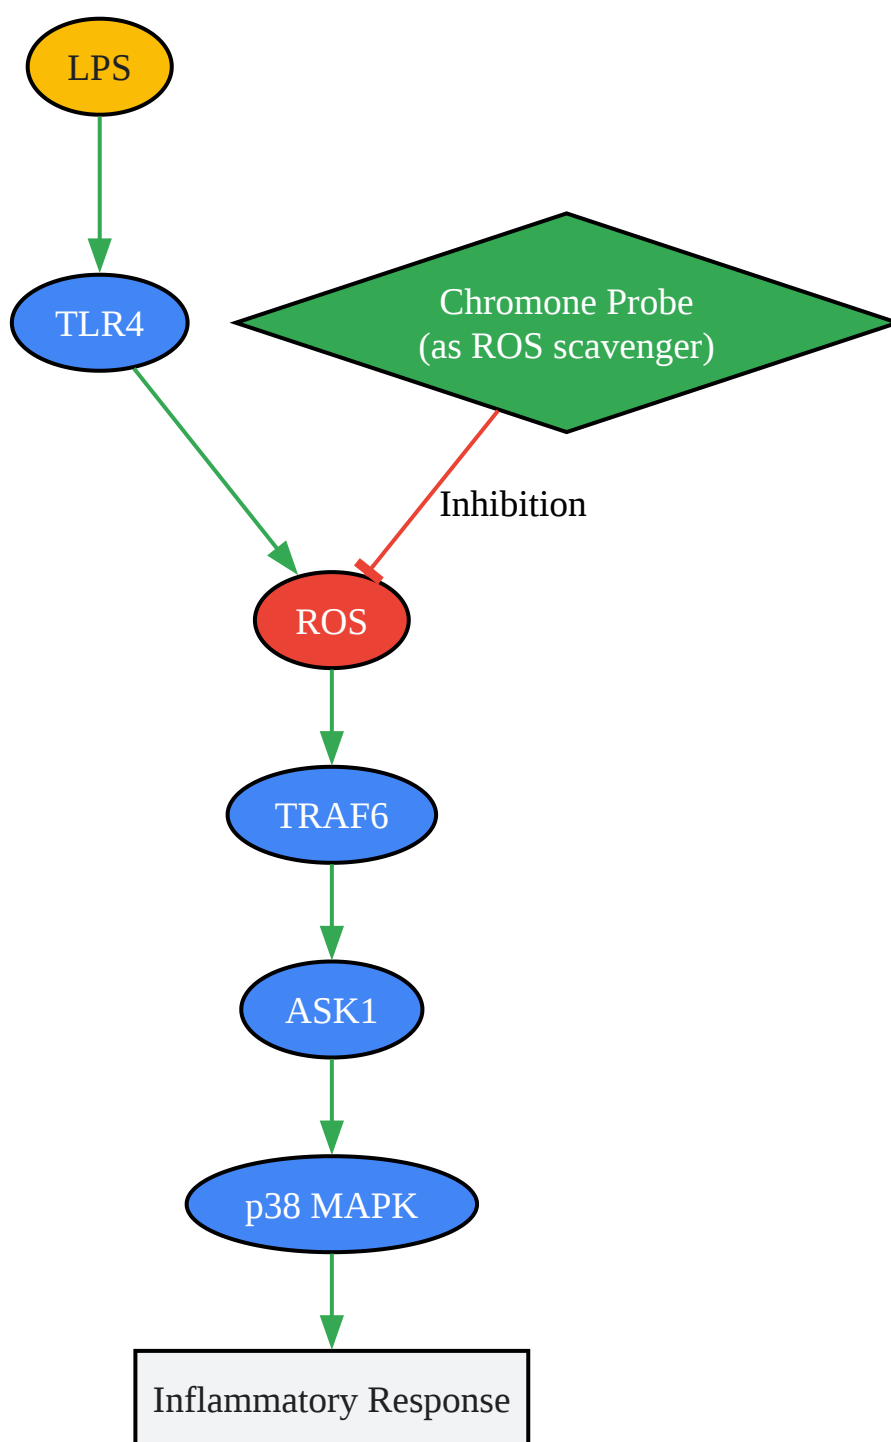 LPS
TLR4
Chromone Probe
(as ROS scavenger)
Inhibition
ROS
TRAF6
ASK1
p38 MAPK
Inflammatory Response